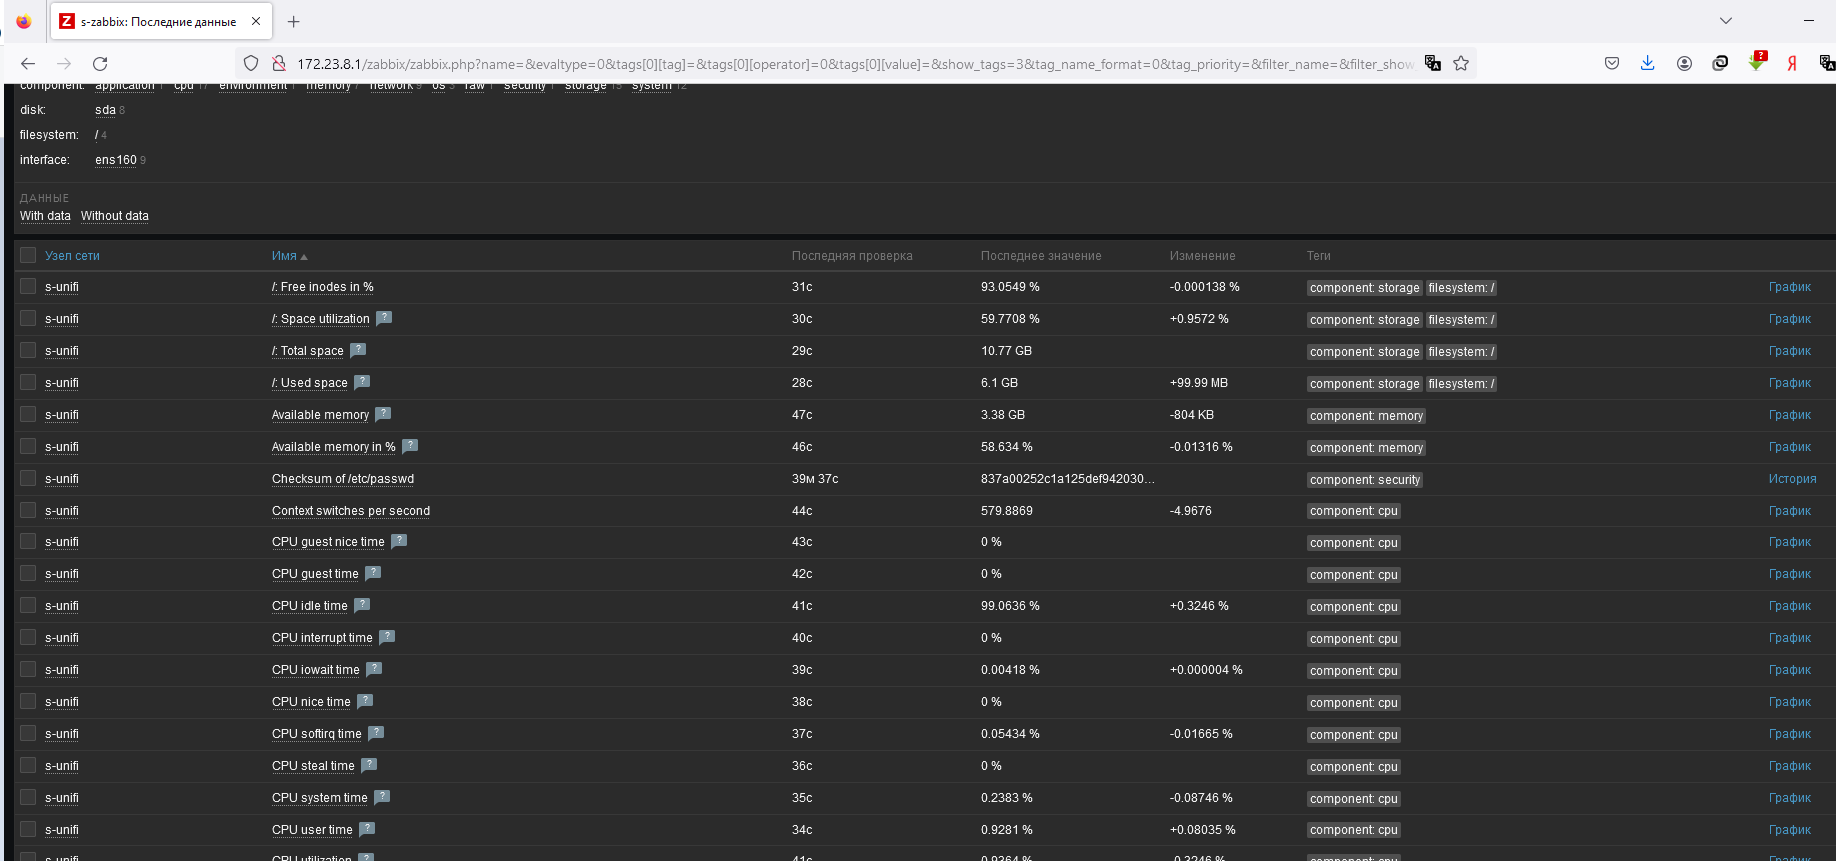 s-zabbix: Последние данные
172.23.8.1/zabbix/zabbix.php?name=&evaltype=0&tags[0][tag]=&tags[0][operator]=0&tags[0][value]=&show_tags=3&tag_name_format=0&tag_priority=&filter_name=&filter_show
component: application 1 cpu 17 environment 1 memory 7 network 9 os 3 raw 1 security 1 storage 15 system 12
disk: sda 8
filesystem: / 4
interface: ens160 9
ДАННЫЕ
With data Without data
Узел сети Имя Последняя проверка Последнее значение Изменение Теги
s-unifi /: Free inodes in % 31с 93.0549 % -0.000138 % component: storage filesystem: / График
s-unifi /: Space utilization ? 30с 59.7708 % +0.9572 % component: storage filesystem: / График
s-unifi /: Total space ? 29с 10.77 GB component: storage filesystem: / График
s-unifi /: Used space ? 28с 6.1 GB +99.99 MB component: storage filesystem: / График
s-unifi Available memory ? 47с 3.38 GB -804 KB component: memory График
s-unifi Available memory in % ? 46с 58.634 % -0.01316 % component: memory График
s-unifi Checksum of /etc/passwd 39м 37с 837a00252c1a125def942030... component: security История
s-unifi Context switches per second 44с 579.8869 -4.9676 component: cpu График
s-unifi CPU guest nice time ? 43с 0 % component: cpu График
s-unifi CPU guest time ? 42с 0 % component: cpu График
s-unifi CPU idle time ? 41с 99.0636 % +0.3246 % component: cpu График
s-unifi CPU interrupt time ? 40с 0 % component: cpu График
s-unifi CPU iowait time ? 39с 0.00418 % +0.000004 % component: cpu График
s-unifi CPU nice time ? 38с 0 % component: cpu График
s-unifi CPU softirq time ? 37с 0.05434 % -0.01665 % component: cpu График
s-unifi CPU steal time ? 36с 0 % component: cpu График
s-unifi CPU system time ? 35с 0.2383 % -0.08746 % component: cpu График
s-unifi CPU user time ? 34с 0.9281 % +0.08035 % component: cpu График
s-unifi CPU utilization ? 41с 0.9364 % -0.3246 % component: cpu График